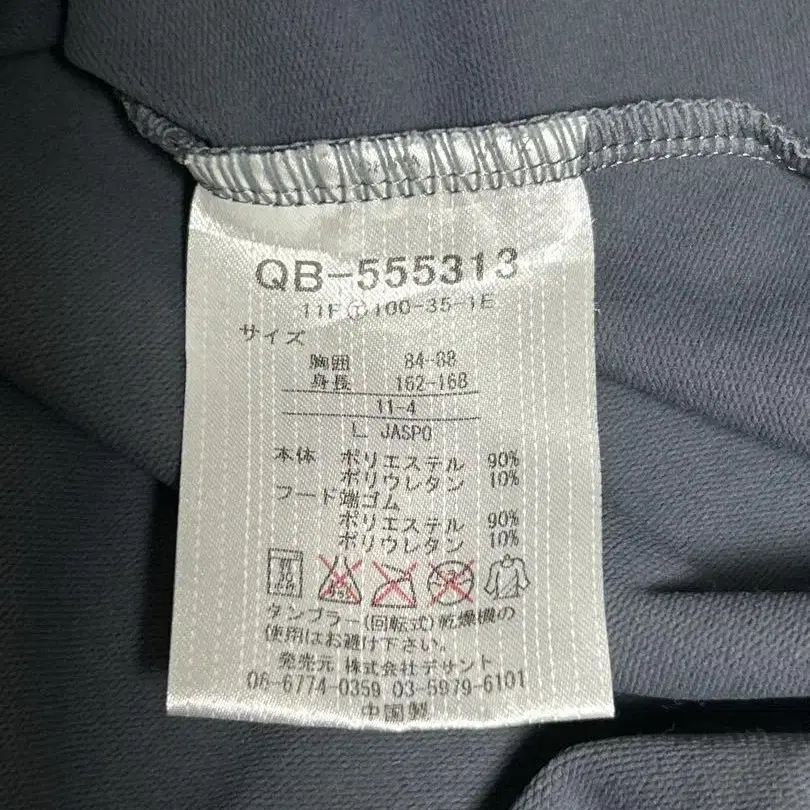 QB-555313
11FⓉ100-35-1E
サイズ
胸囲 84-88
身長 162-168
11-4
L JASPO
本体 ポリエステル 90%
ポリウレタン 10%
フード端ゴム
ポリエステル 90%
ポリウレタン 10%
タンブラー(回転式)乾燥機の
使用はお避け下さい。
発売元 株式会社デサント
06-6774-0359 03-5979-6101
中国製